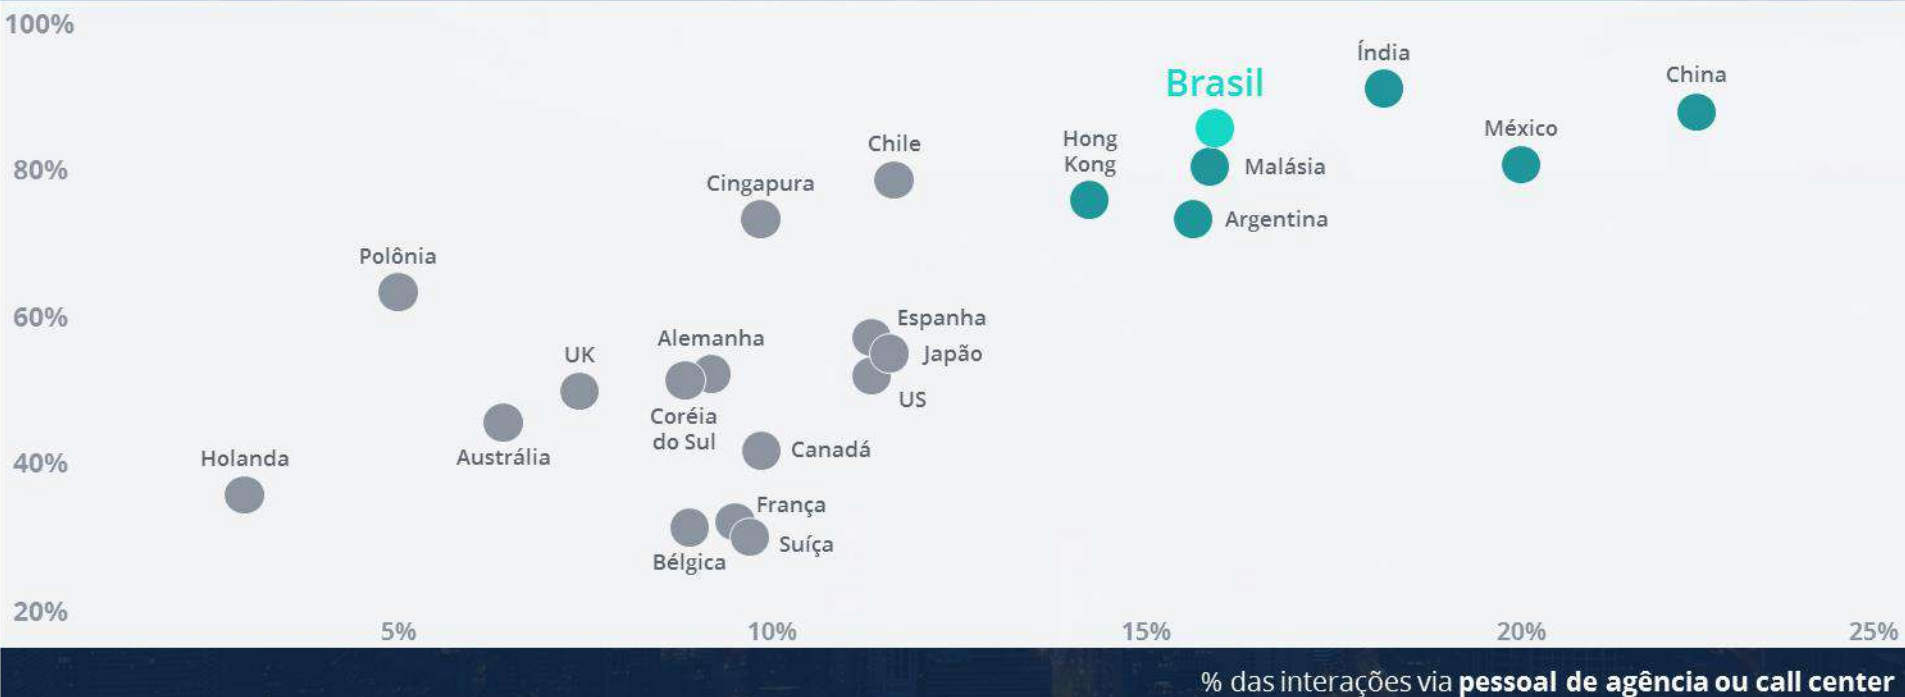 100%
Índia
China
Brasil
México
Hong
Kong
Chile
80%
Malásia
Cingapura
Argentina
Polônia
60%
Espanha
Alemanha
Japão
UK
US
Coréia
do Sul
Canadá
Austrália
40%
Holanda
França
Suíça
Bélgica
20%
5%
10%
15%
20%
25%
% das interações via pessoal de agência ou call center